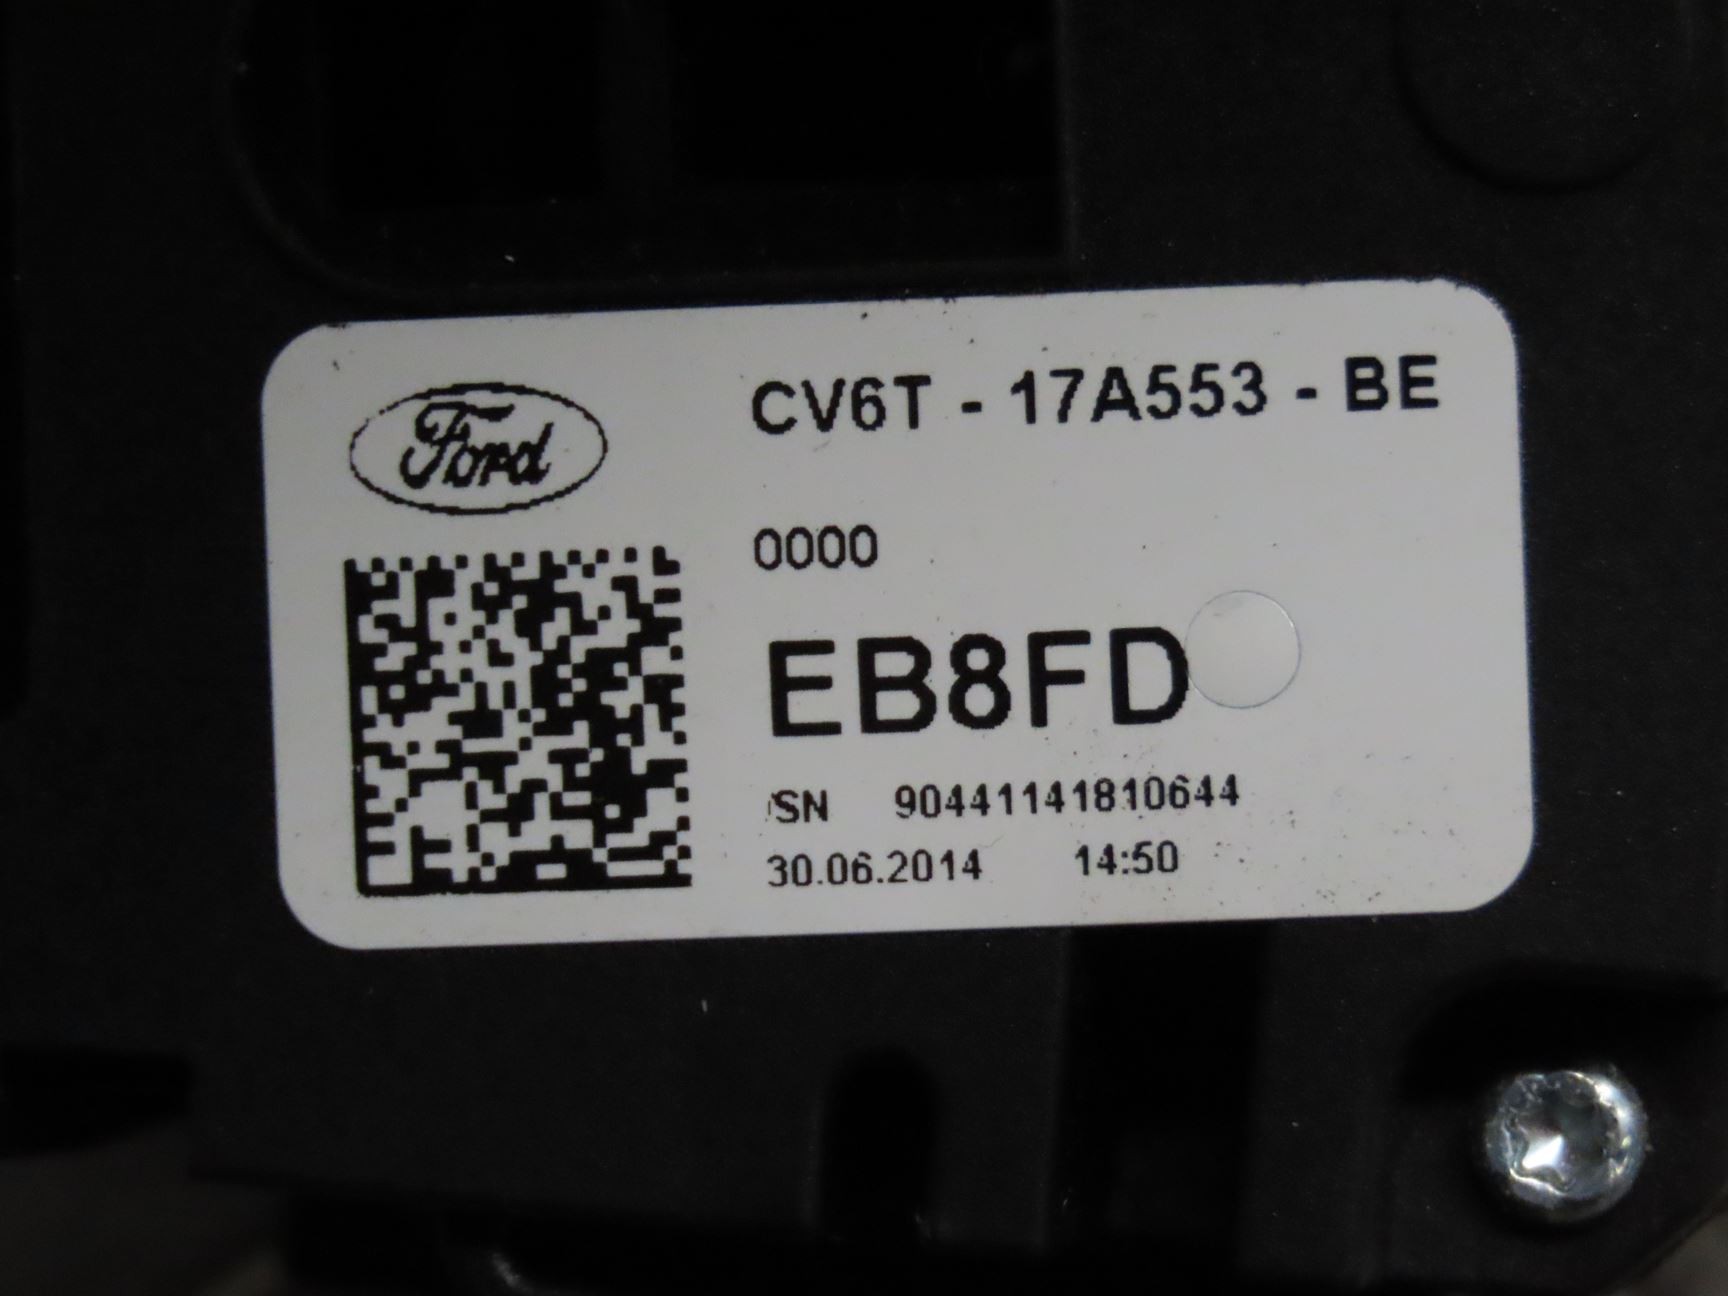 Ford
CV6T - 17A553 - BE
0000
EB8FD
SN 90441141810644
30.06.2014 14:50